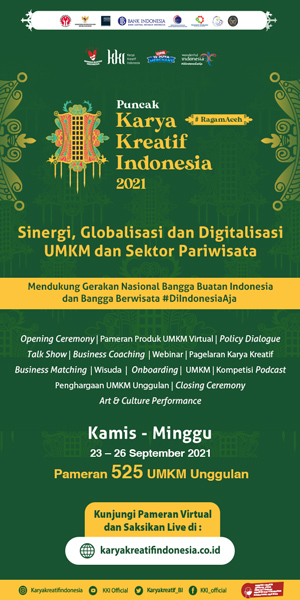 BANK INDONESIA
KKI
Puncak
Karya
Kreatif
Indonesia
2021
#RagamAceh
Sinergi, Globalisasi dan Digitalisasi
UMKM dan Sektor Pariwisata
Mendukung Gerakan Nasional Bangga Buatan Indonesia
dan Bangga Berwisata #DiIndonesiaAja
Opening Ceremony | Pameran Produk UMKM Virtual | Policy Dialogue
Talk Show | Business Coaching | Webinar | Pagelaran Karya Kreatif
Business Matching | Wisuda | Onboarding | UMKM | Kompetisi Podcast
Penghargaan UMKM Unggulan | Closing Ceremony
Art & Culture Performance
Kamis - Minggu
23 – 26 September 2021
Pameran 525 UMKM Unggulan
Kunjungi Pameran Virtual
dan Saksikan Live di :
karyakreatifindonesia.co.id
Karyakreatifindonesia
KKI Official
Karyakreatif_BI
KKI_official